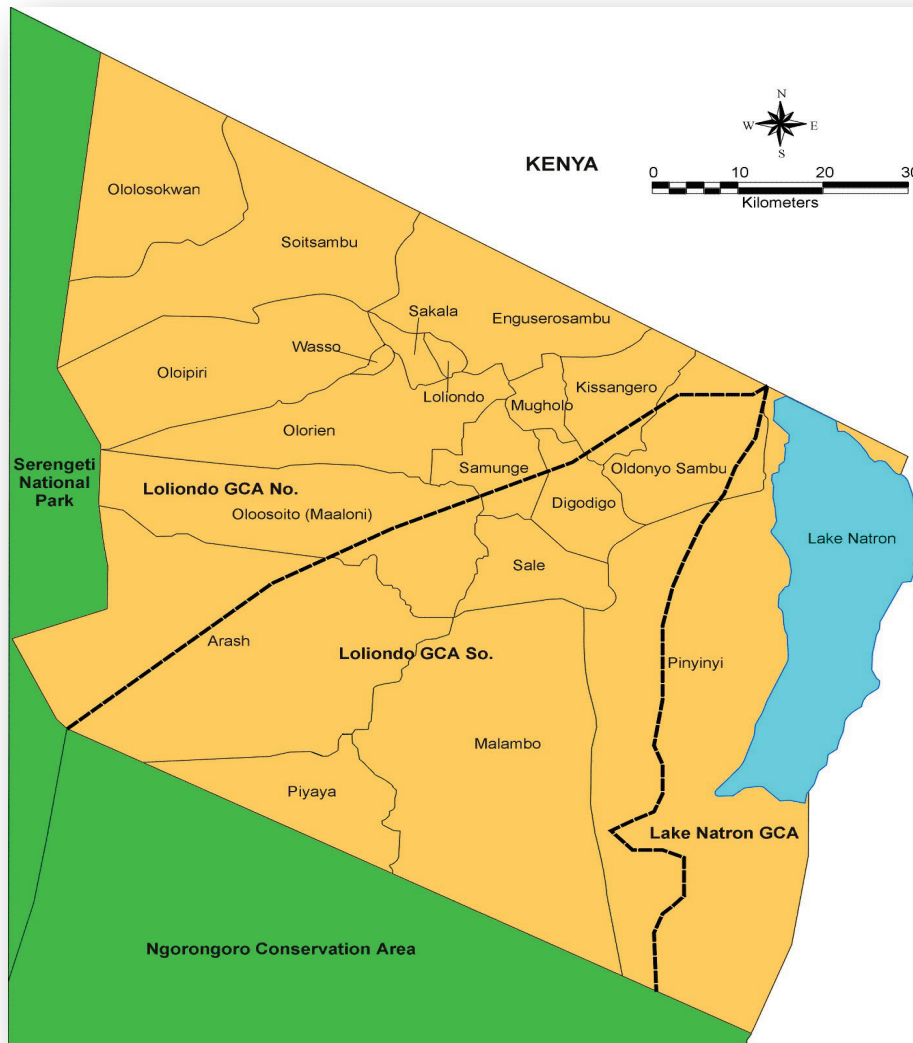 N
W E
S
KENYA
0 10 20 30
Kilometers
Ololosokwan
Soitsambu
Sakala
Enguserosambu
Wasso
Oloipiri
Loliondo
Kissangero
Mugholo
Olorien
Serengeti
National
Park
Samunge
Oldonyo Sambu
Loliondo GCA No.
Digodigo
Oloosoito (Maaloni)
Lake Natron
Sale
Arash
Loliondo GCA So.
Pinyinyi
Malambo
Piyaya
Lake Natron GCA
Ngorongoro Conservation Area